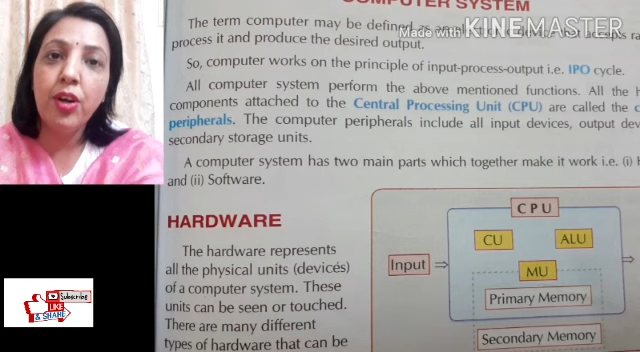 COMPUTER SYSTEM
The term computer may be defined as an device that accepts
process it and produce the desired output.
Made with KINEMASTER
So, computer works on the principle of input-process-output i.e. IPO cycle.
All computer system perform the above mentioned functions. All the
components attached to the Central Processing Unit (CPU) are called the
peripherals. The computer peripherals include all input devices, output
secondary storage units.
A computer system has two main parts which together make it work i.e. (i)
and (ii) Software.
HARDWARE
The hardware represents
all the physical units (devices)
of a computer system. These
units can be seen or touched.
There are many different
types of hardware that can be
CPU
CU
ALU
Input
MU
Primary Memory
Secondary Memory
Subscribe
LIKE
& SHARE